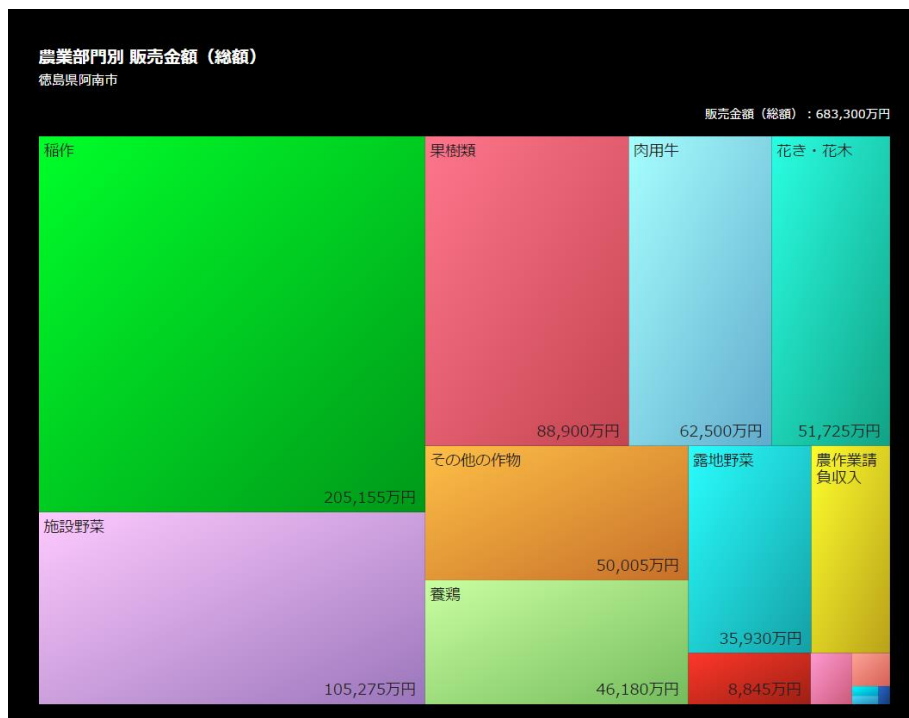 農業部門別 販売金額（総額）
徳島県阿南市
販売金額（総額）：683,300万円
稲作
205,155万円
果樹類
88,900万円
肉用牛
62,500万円
花き・花木
51,725万円
施設野菜
105,275万円
その他の作物
50,005万円
養鶏
46,180万円
露地野菜
35,930万円
農作業請
負収入
8,845万円